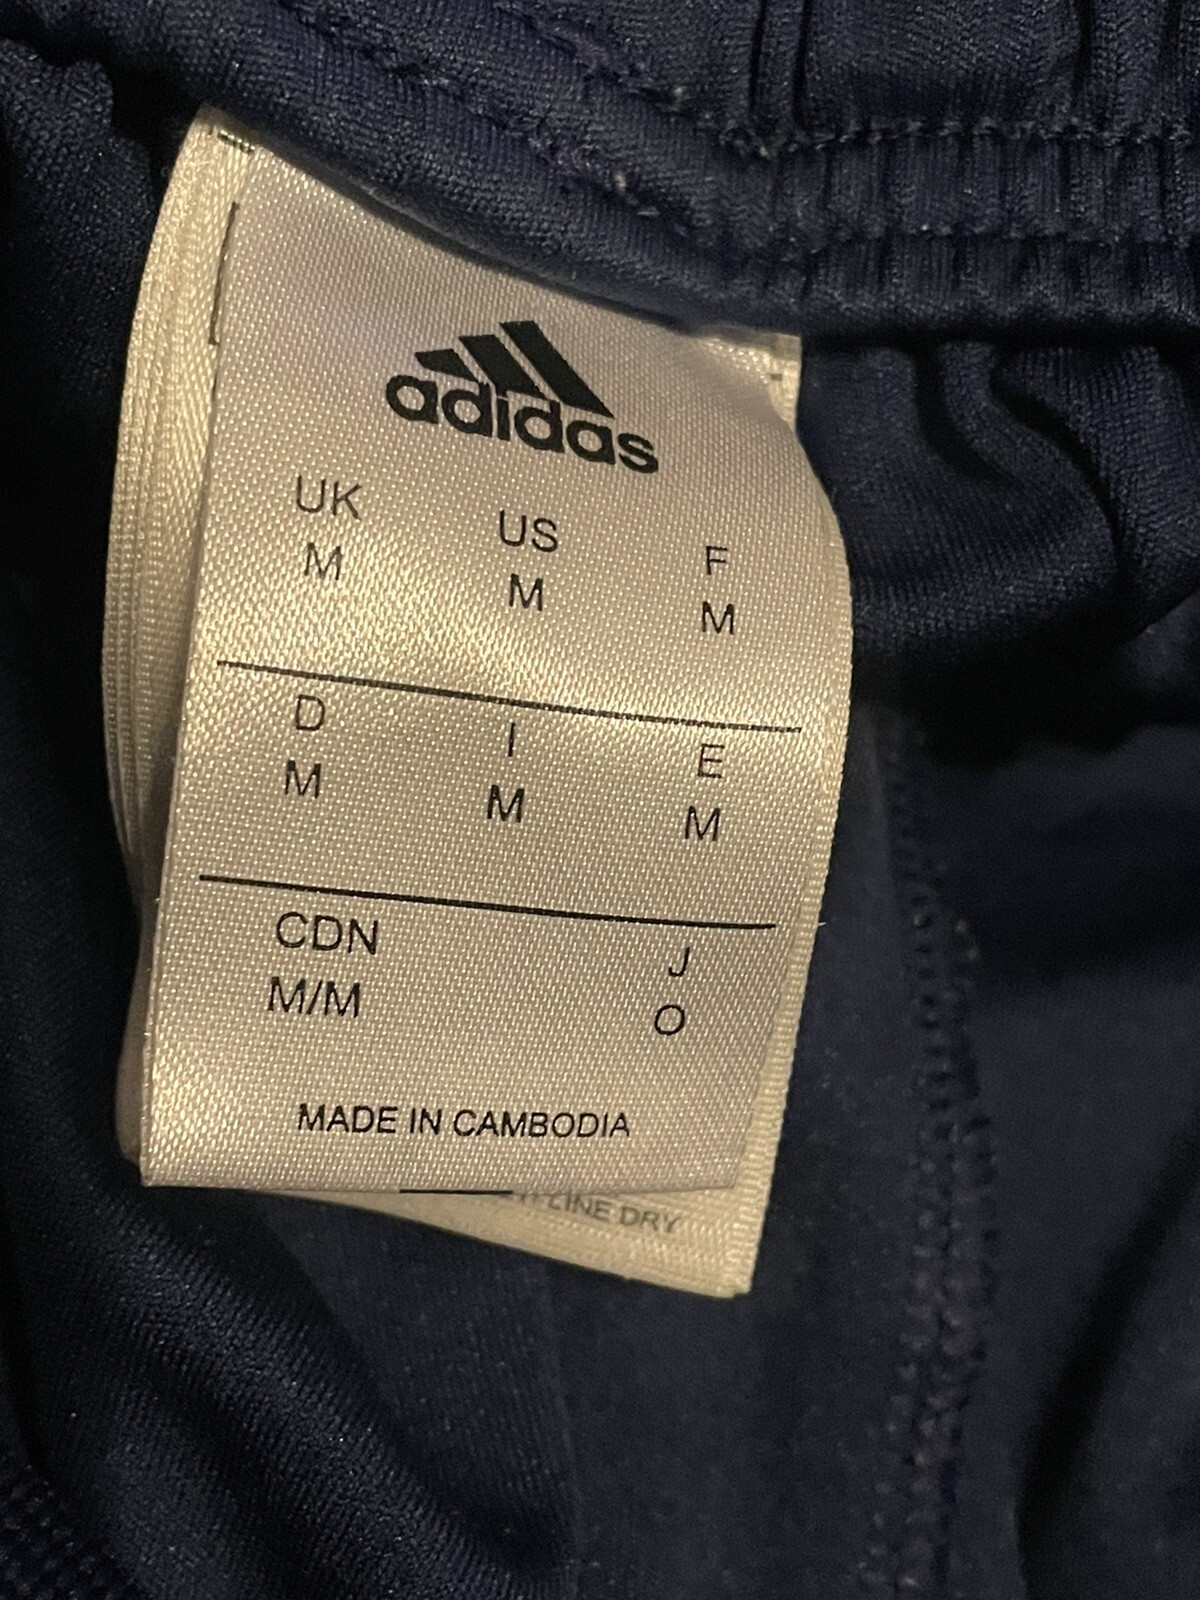 adidas
UK US F
M M M
D I E
M M M
CDN J
M/M O
MADE IN CAMBODIA
LINE DRY